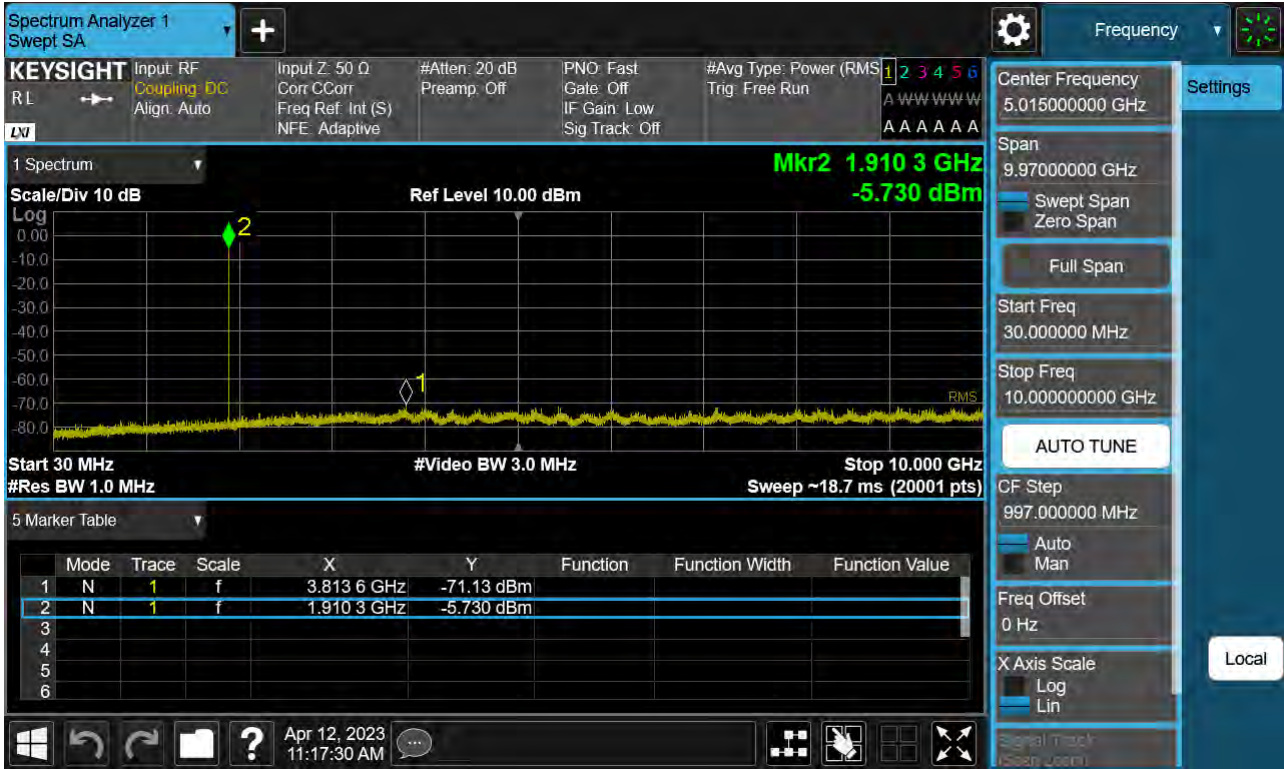 Spectrum Analyzer 1
Swept SA
Frequency
KEYSIGHT
RL
LXI
Input: RF
Coupling: DC
Align: Auto
Input Z: 50 Ω
Corr CCorr
Freq Ref: Int (S)
NFE: Adaptive
#Atten: 20 dB
Preamp: Off
PNO: Fast
Gate: Off
IF Gain: Low
Sig Track: Off
#Avg Type: Power (RMS
Trig: Free Run
1 2 3 4 5 6
A W W W W W
A A A A A A
1 Spectrum
Mkr2 1.910 3 GHz
-5.730 dBm
Scale/Div 10 dB
Ref Level 10.00 dBm
Log
0.00
-10.0
-20.0
-30.0
-40.0
-50.0
-60.0
-70.0
-80.0
2
1
RMS
Start 30 MHz
#Video BW 3.0 MHz
Stop 10.000 GHz
#Res BW 1.0 MHz
Sweep ~18.7 ms (20001 pts)
5 Marker Table
Mode Trace Scale X Y Function Function Width Function Value
1 N 1 f 3.813 6 GHz -71.13 dBm
2 N 1 f 1.910 3 GHz -5.730 dBm
3
4
5
6
Apr 12, 2023
11:17:30 AM
Center Frequency
5.015000000 GHz
Settings
Span
9.97000000 GHz
Swept Span
Zero Span
Full Span
Start Freq
30.000000 MHz
Stop Freq
10.000000000 GHz
AUTO TUNE
CF Step
997.000000 MHz
Auto
Man
Freq Offset
0 Hz
X Axis Scale
Log
Lin
Local
Signal Track
(Span Zoom)